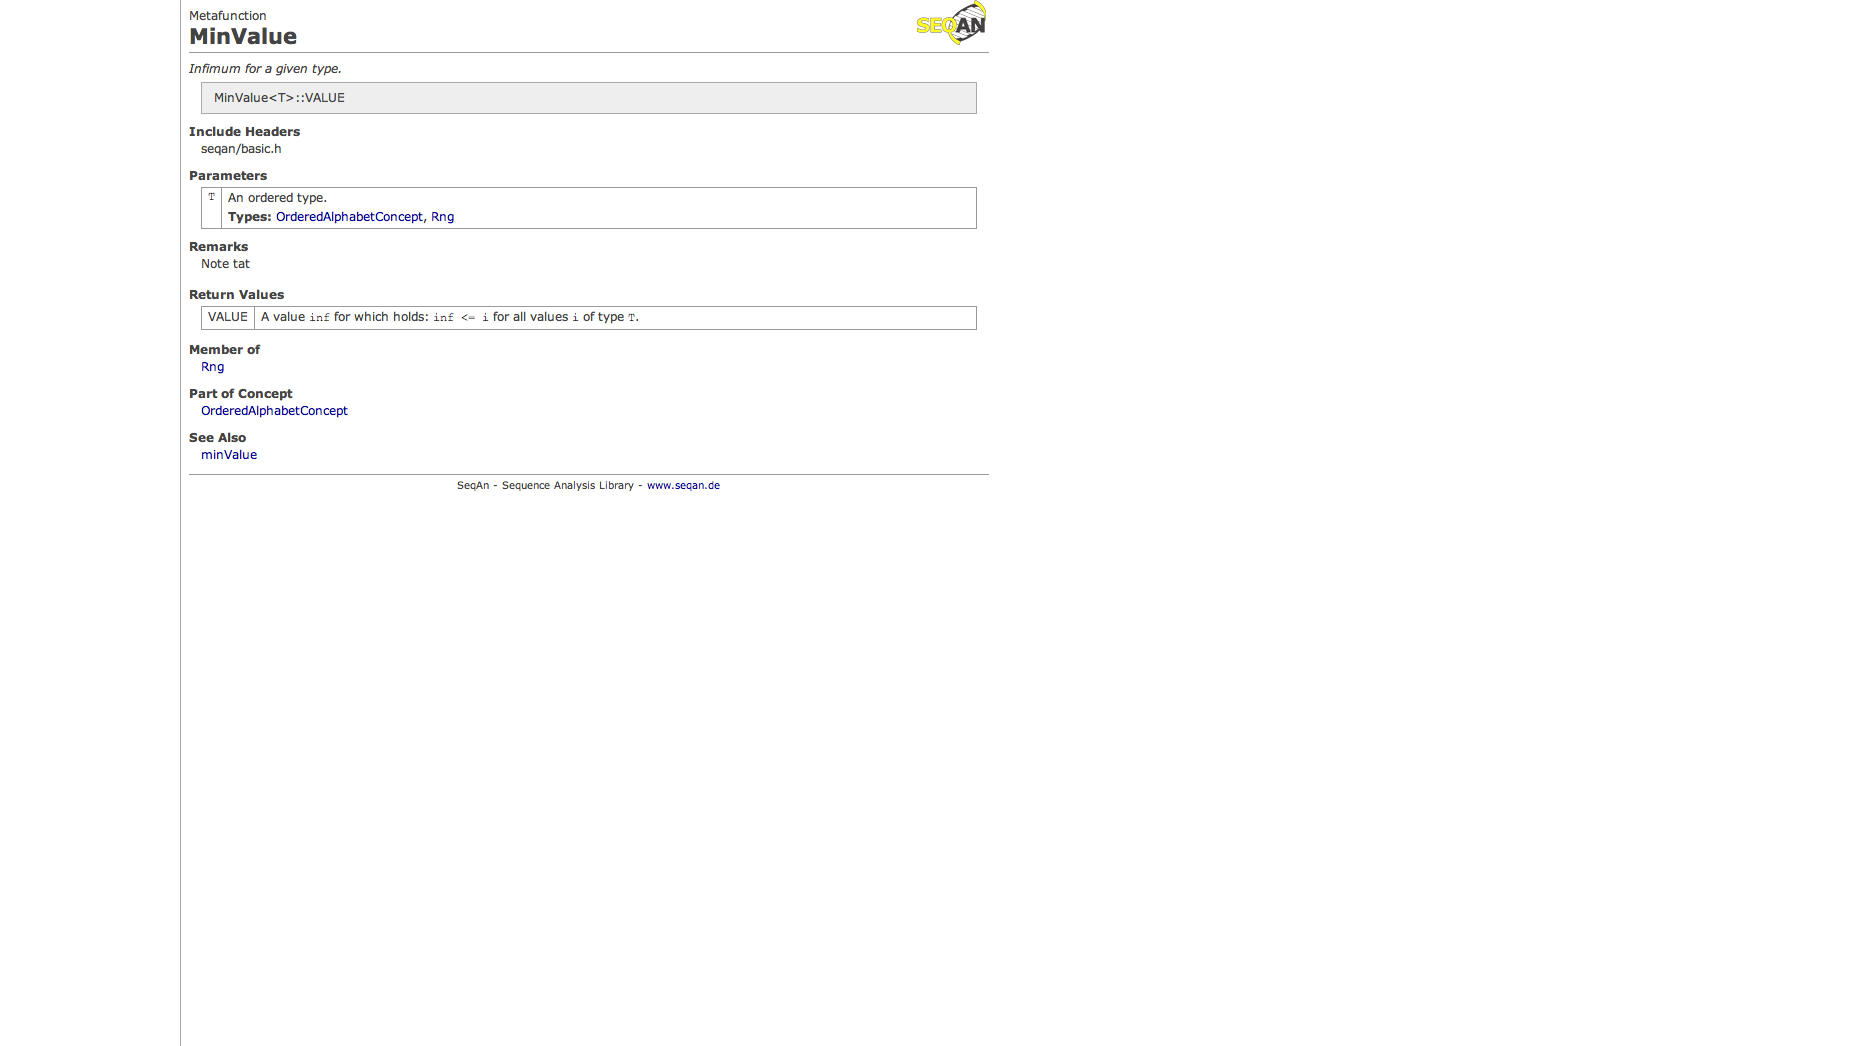 Metafunction
MinValue
SEQAN
Infimum for a given type.
MinValue<T>::VALUE
Include Headers
seqan/basic.h
Parameters
T An ordered type.
Types: OrderedAlphabetConcept, Rng
Remarks
Note tat
Return Values
VALUE A value inf for which holds: inf <= i for all values i of type T.
Member of
Rng
Part of Concept
OrderedAlphabetConcept
See Also
minValue
SeqAn - Sequence Analysis Library - www.seqan.de